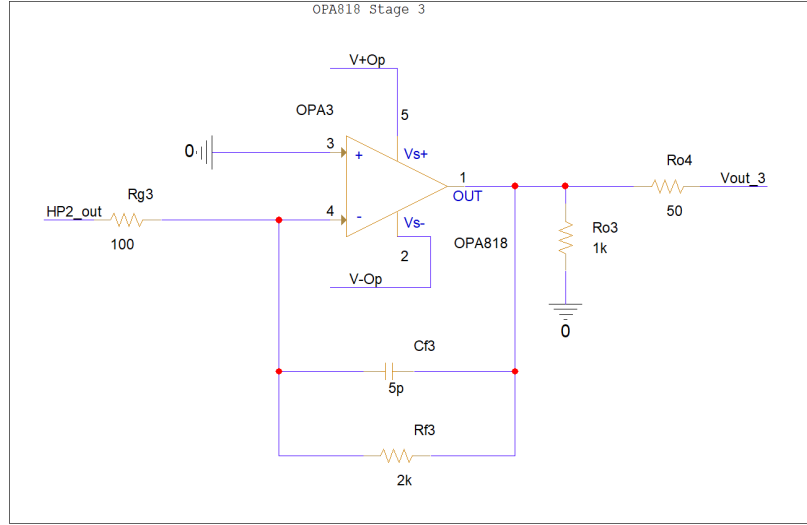 OPA818 Stage 3
V+Op
OPA3
5
0
3
+
Vs+
Ro4
Rg3
1
Vout_3
HP2_out
4
-
OUT
50
100
Vs-
Ro3
OPA818
1k
2
V-Op
0
Cf3
5p
Rf3
2k